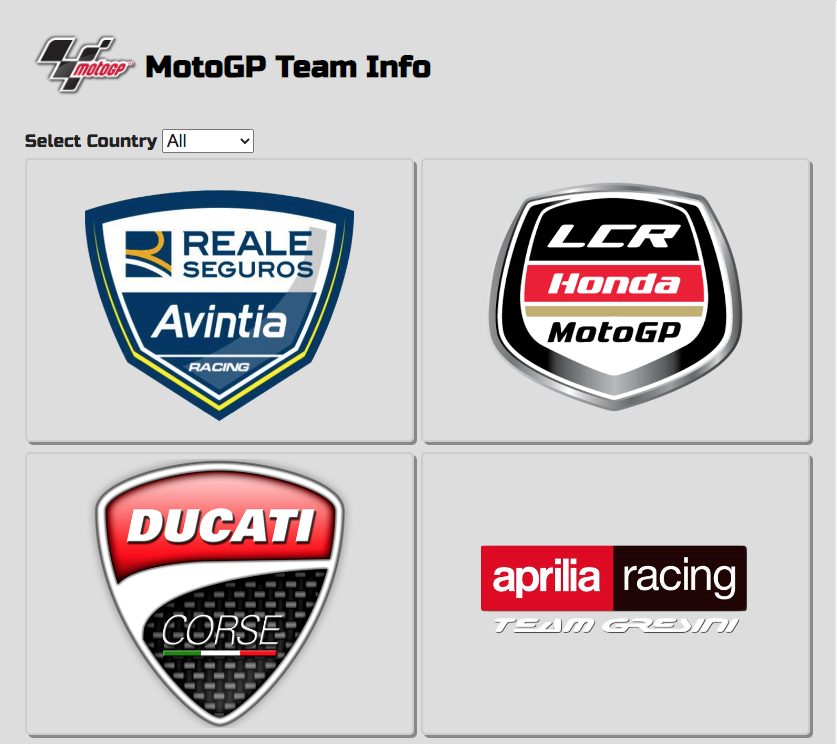 motoGP
MotoGP Team Info
Select Country All
REALE
SEGUROS
Avintia
RACING
LCR
Honda
MotoGP
DUCATI
CORSE
aprilia racing
TEAM GRESINI